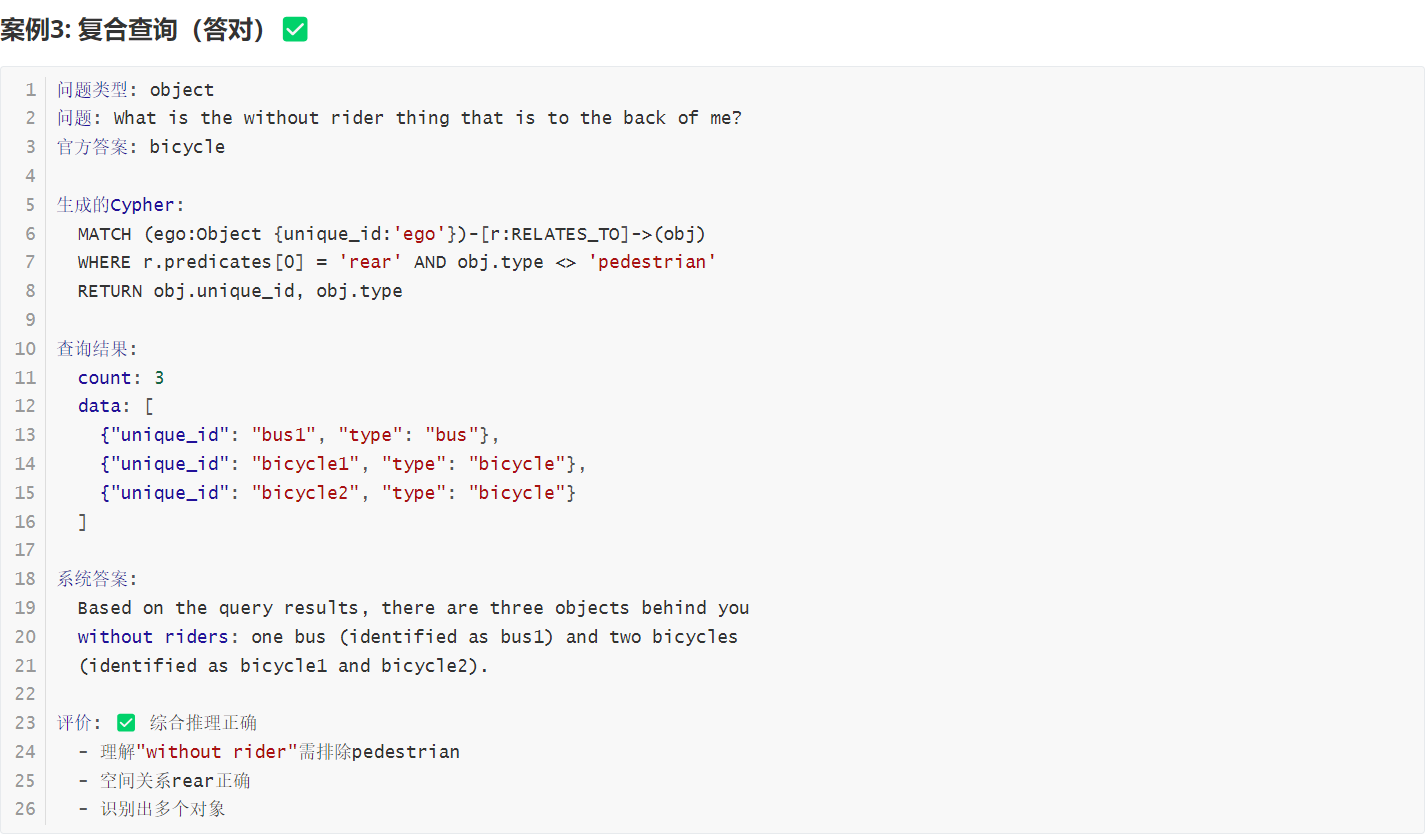 案例3: 复合查询（答对） ✅
1 问题类型: object
2 问题: What is the without rider thing that is to the back of me?
3 官方答案: bicycle
4
5 生成的Cypher:
6 MATCH (ego:Object {unique_id:'ego'})-[r:RELATES_TO]->(obj)
7 WHERE r.predicates[0] = 'rear' AND obj.type <> 'pedestrian'
8 RETURN obj.unique_id, obj.type
9
10 查询结果:
11 count: 3
12 data: [
13 {"unique_id": "bus1", "type": "bus"},
14 {"unique_id": "bicycle1", "type": "bicycle"},
15 {"unique_id": "bicycle2", "type": "bicycle"}
16 ]
17
18 系统答案:
19 Based on the query results, there are three objects behind you
20 without riders: one bus (identified as bus1) and two bicycles
21 (identified as bicycle1 and bicycle2).
22
23 评价: ✅ 综合推理正确
24 - 理解"without rider"需排除pedestrian
25 - 空间关系rear正确
26 - 识别出多个对象